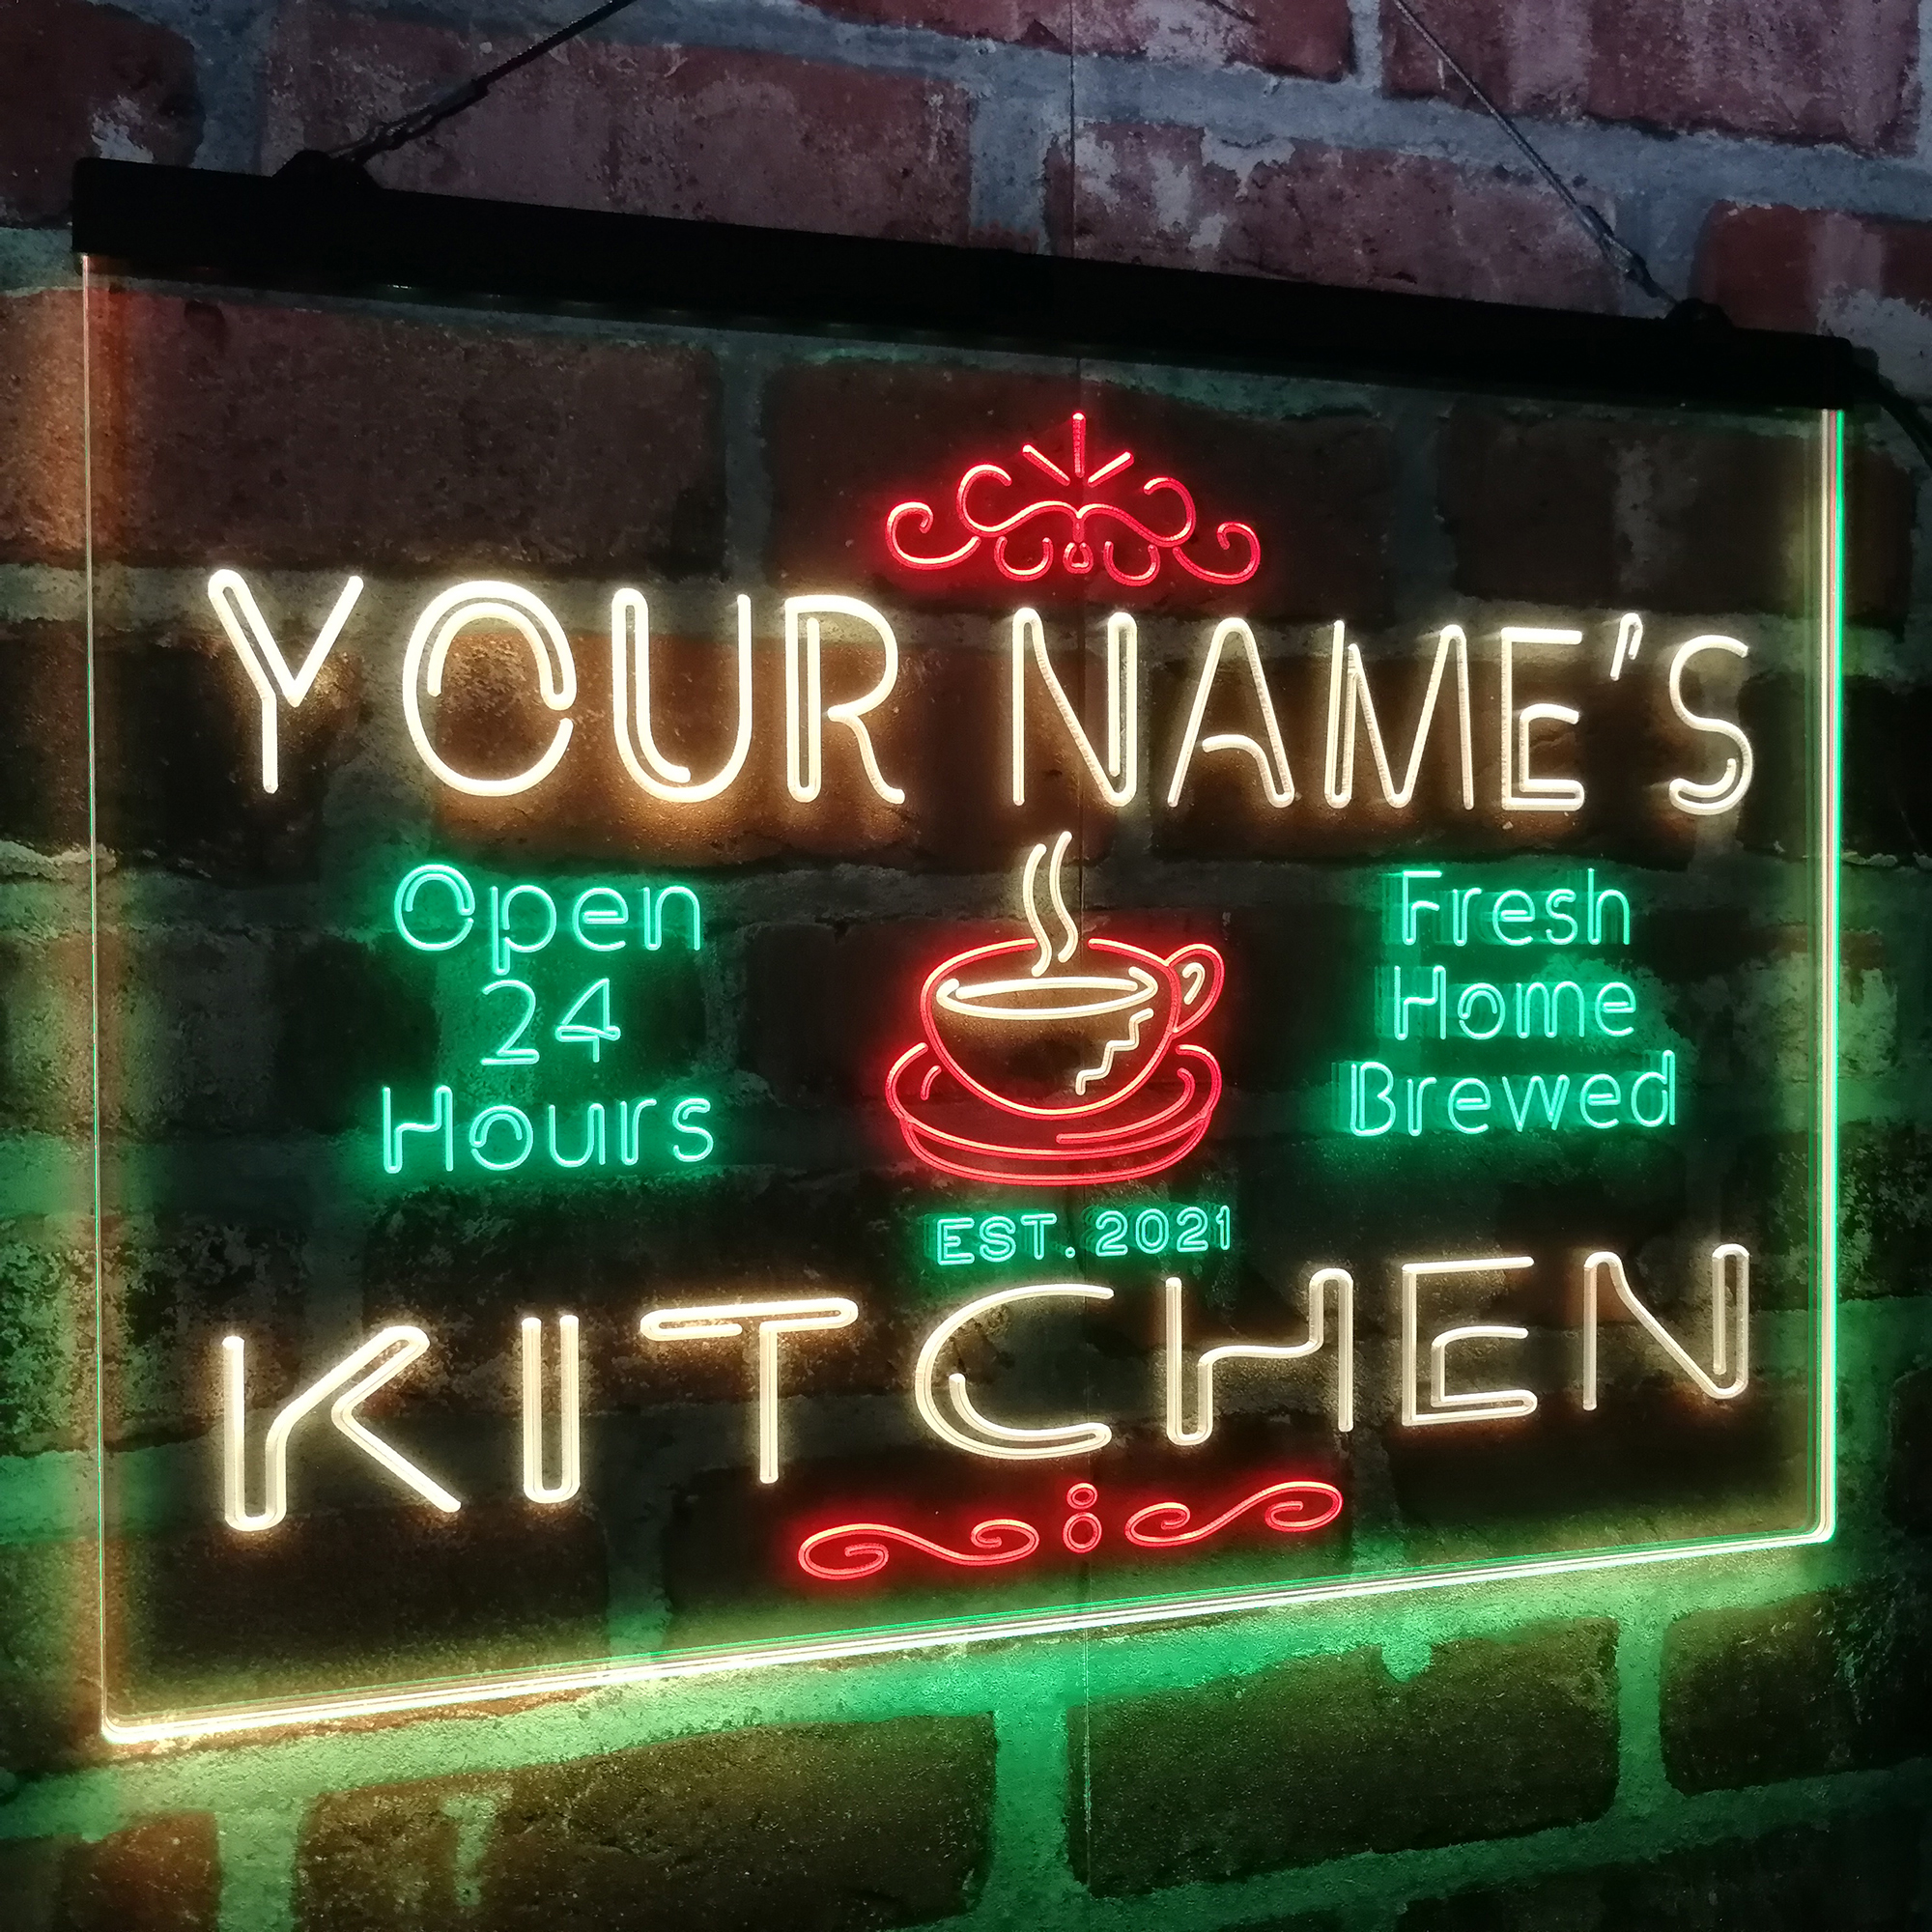 YOUR NAME'S
Open
24
Hours
Fresh
Home
Brewed
EST. 2021
KITCHEN